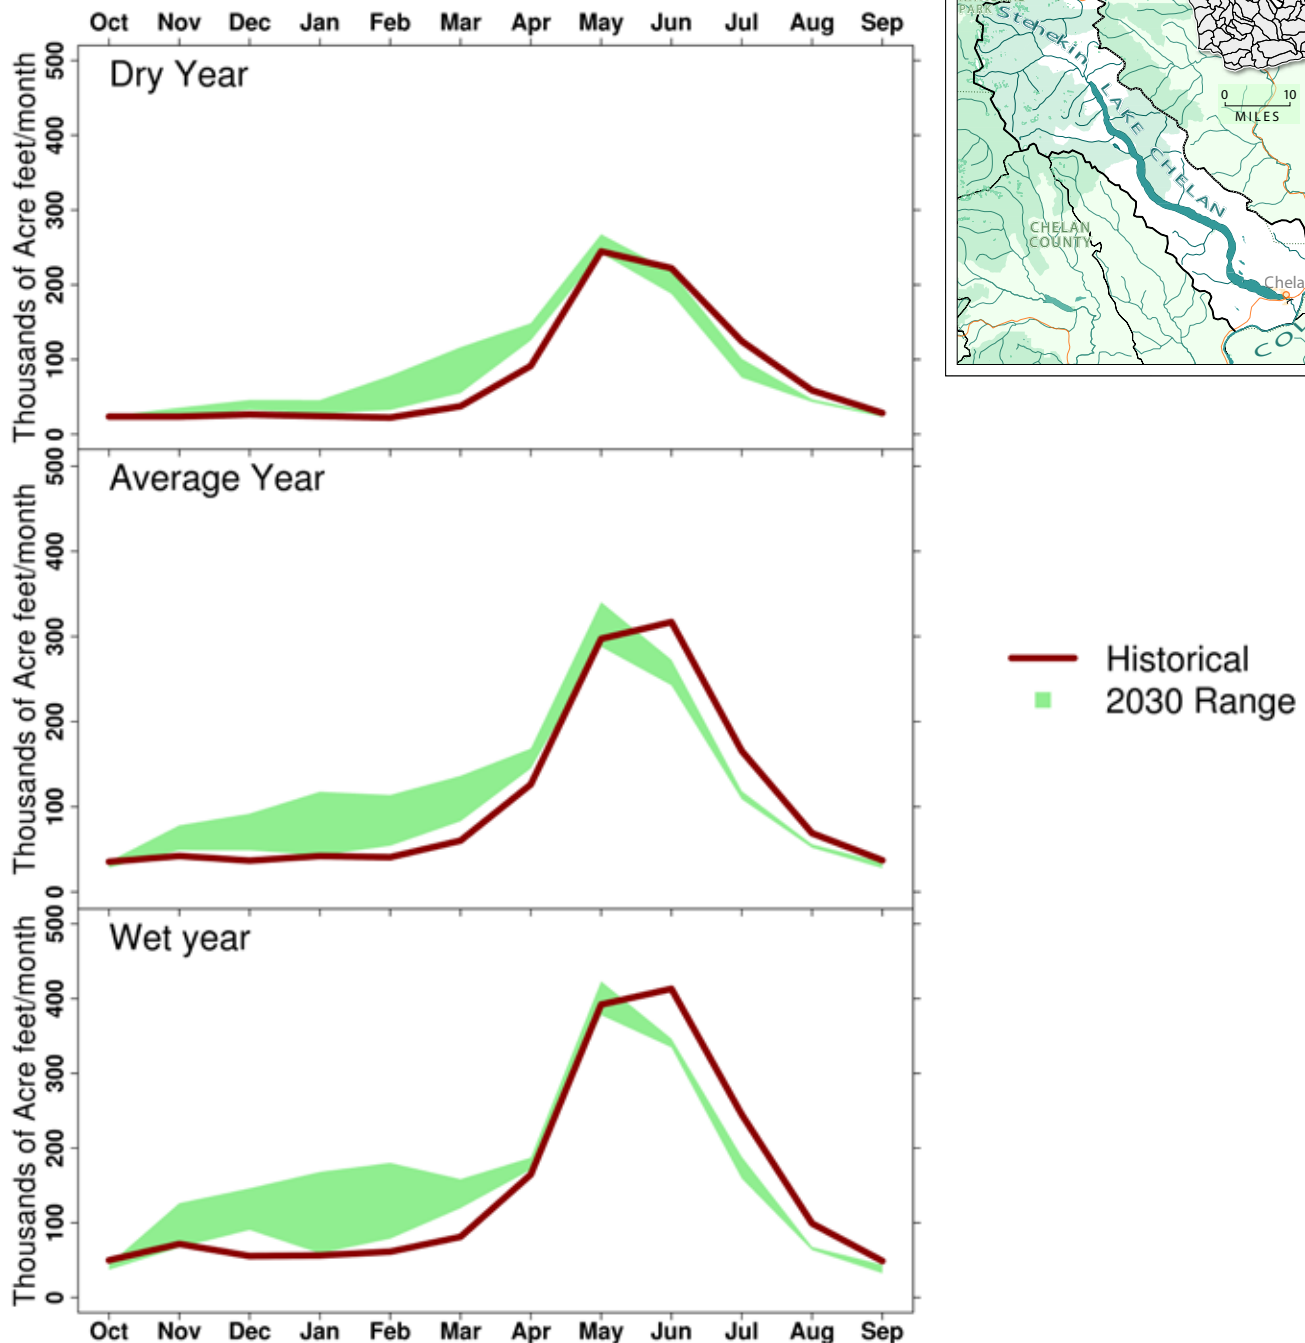 Oct Nov Dec Jan Feb Mar Apr May Jun Jul Aug Sep
Dry Year
Thousands of Acre feet/month
500
400
300
200
100
0
Average Year
Thousands of Acre feet/month
500
400
300
200
100
0
Wet year
Thousands of Acre feet/month
500
400
300
200
100
0
Oct Nov Dec Jan Feb Mar Apr May Jun Jul Aug Sep
PARK
Stehekin
LAKE CHELAN
0 10
MILES
CHELAN
COUNTY
Chela
COL
Historical
2030 Range